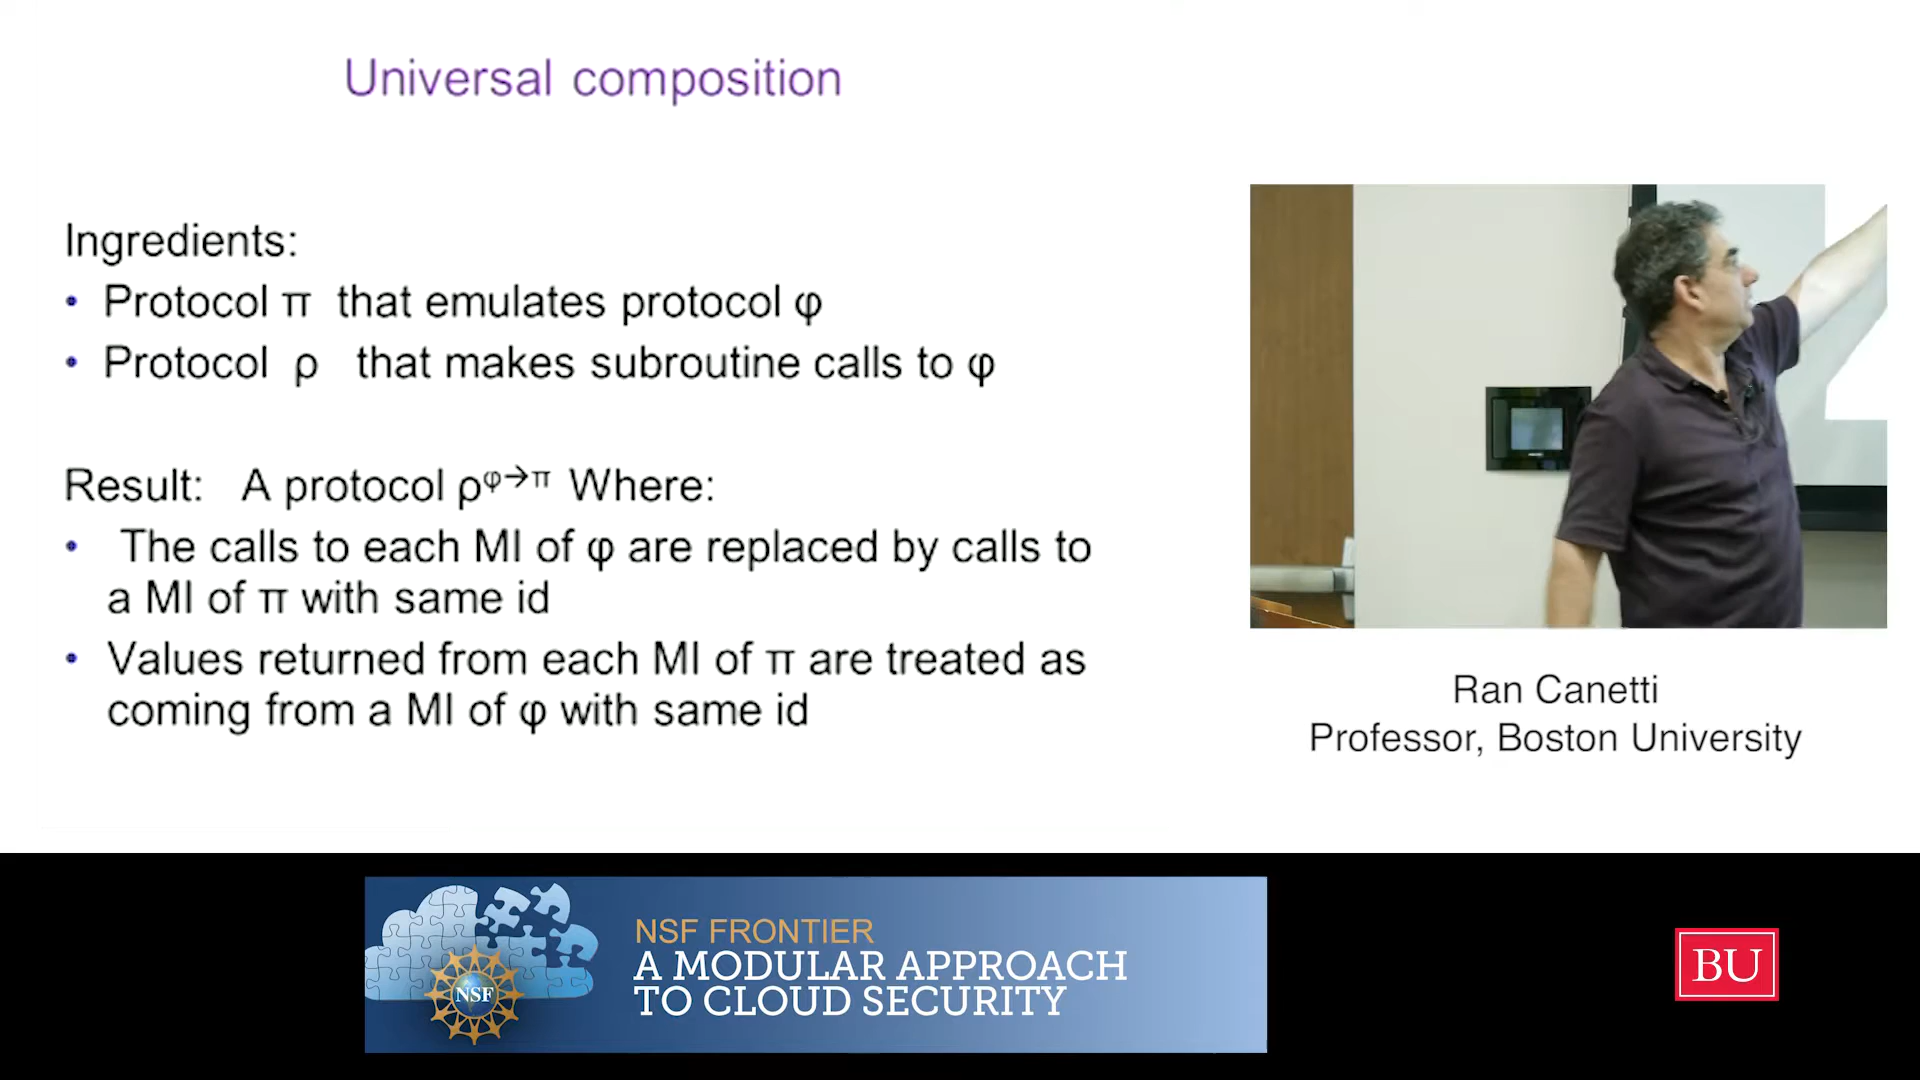 Universal composition
Ingredients:
• Protocol π that emulates protocol φ
• Protocol ρ that makes subroutine calls to φ
Result: A protocol ρ^φ→π Where:
• The calls to each MI of φ are replaced by calls to
a MI of π with same id
• Values returned from each MI of π are treated as
coming from a MI of φ with same id
Ran Canetti
Professor, Boston University
NSF
NSF FRONTIER
A MODULAR APPROACH
TO CLOUD SECURITY
BU